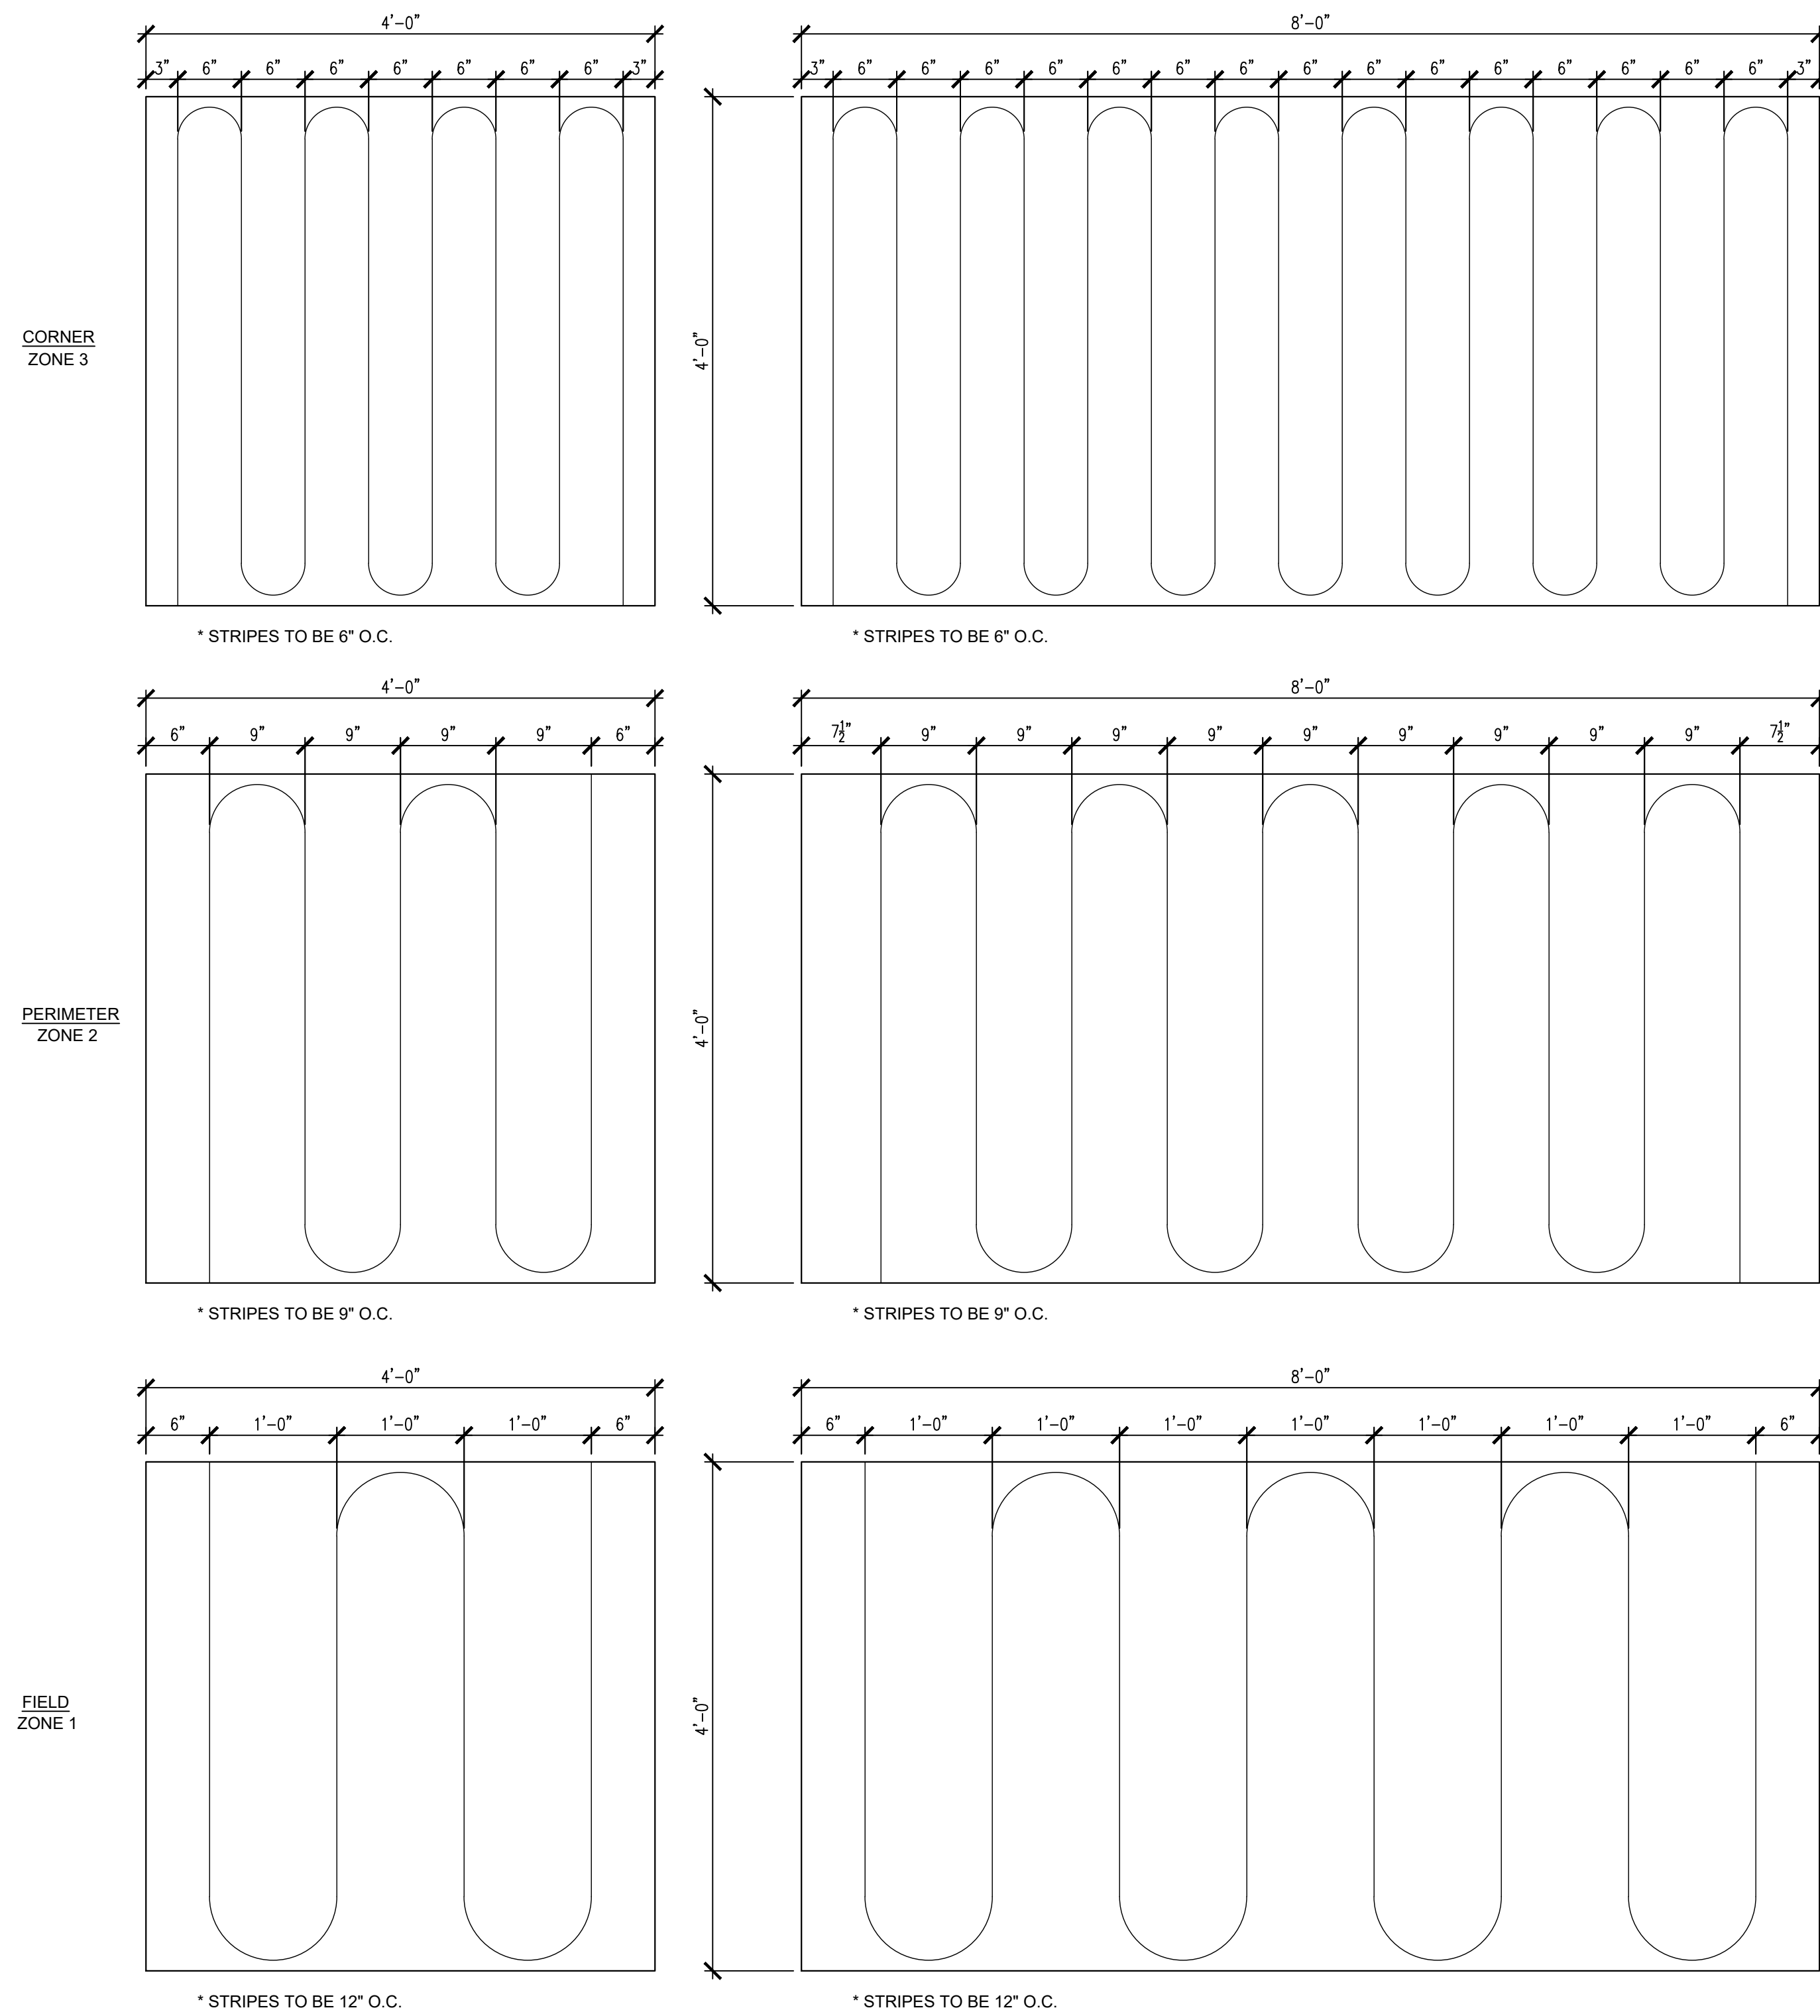 4'-0" 8'-0"
3" 6" 6" 6" 6" 6" 6" 6" 3" 3" 6" 6" 6" 6" 6" 6" 6" 6" 6" 6" 6" 6" 6" 6" 6" 3"
CORNER
ZONE 3
4'-0"
* STRIPES TO BE 6" O.C. * STRIPES TO BE 6" O.C.
4'-0" 8'-0"
6" 9" 9" 9" 9" 6" 7½" 9" 9" 9" 9" 9" 9" 9" 9" 9" 7½"
PERIMETER
ZONE 2
4'-0"
* STRIPES TO BE 9" O.C. * STRIPES TO BE 9" O.C.
4'-0" 8'-0"
6" 1'-0" 1'-0" 1'-0" 6" 6" 1'-0" 1'-0" 1'-0" 1'-0" 1'-0" 1'-0" 1'-0" 6"
FIELD
ZONE 1
4'-0"
* STRIPES TO BE 12" O.C. * STRIPES TO BE 12" O.C.